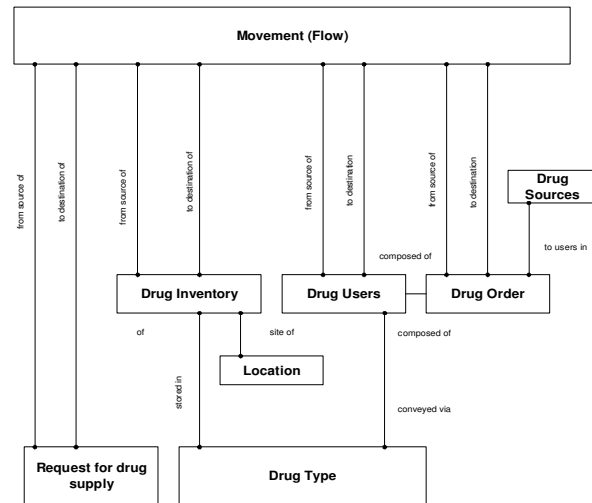 Movement (Flow)
from source of
to destination of
from source of
to destination of
from source of
to destination
from source of
to destination
Drug
Sources
composed of
to users in
Drug Inventory
Drug Users
Drug Order
of
site of
composed of
Location
stored in
conveyed via
Request for drug
supply
Drug Type